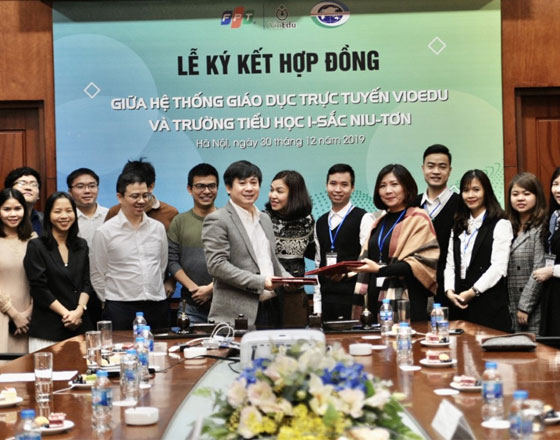 FPT
LỄ KÝ KẾT HỢP ĐỒNG
GIỮA HỆ THỐNG GIÁO DỤC TRỰC TUYẾN VIOEDU
VÀ TRƯỜNG TIỂU HỌC I-SẮC NIU-TƠN
Hà Nội, ngày 30 tháng 12 năm 2019